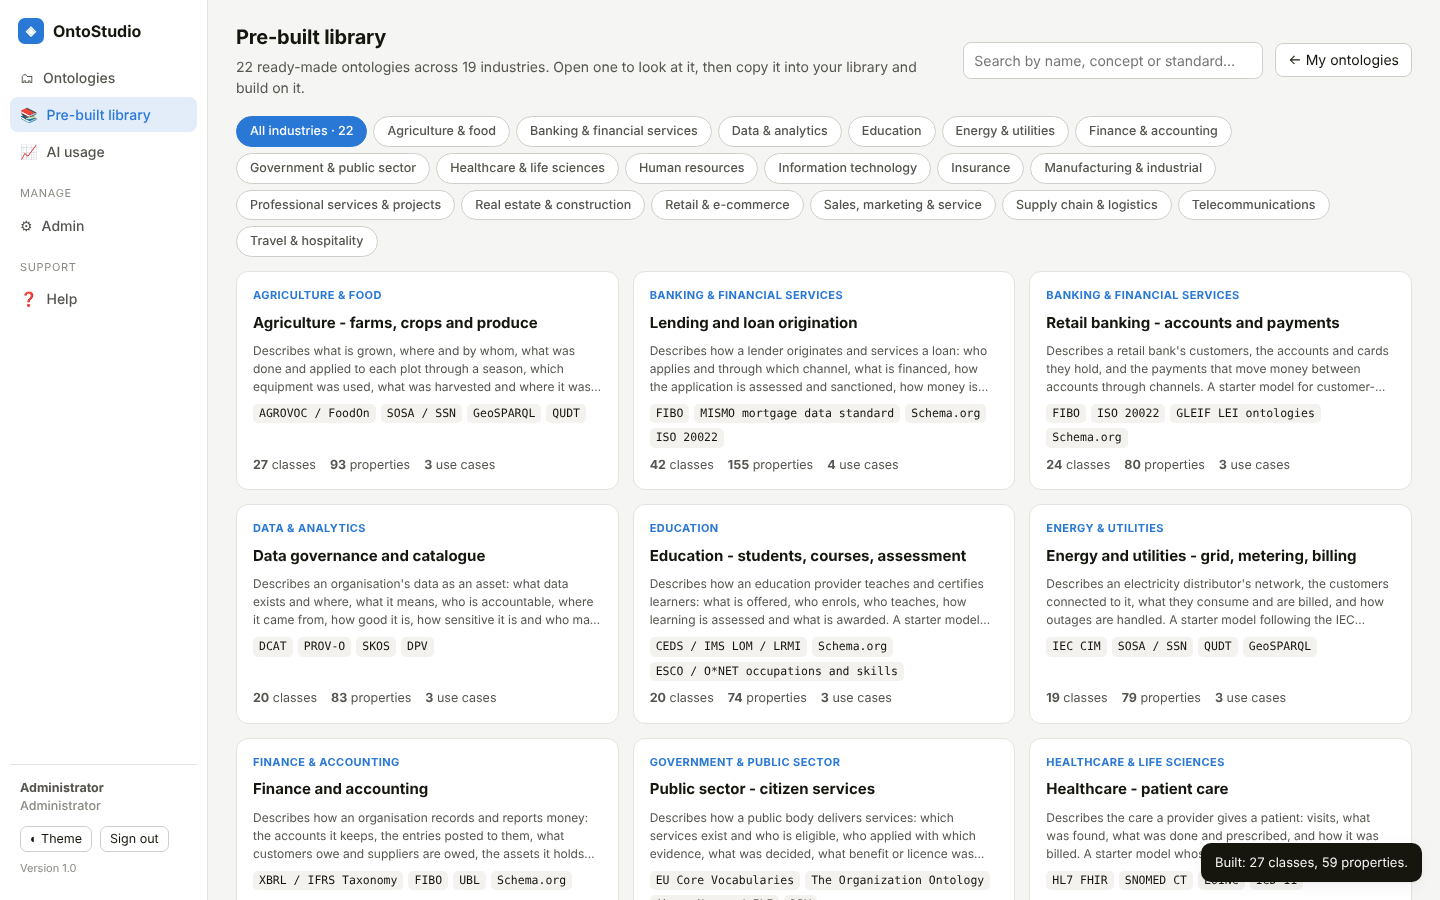 OntoStudio
Ontologies
Pre-built library
AI usage
MANAGE
Admin
SUPPORT
Help
Administrator
Administrator
Theme
Sign out
Version 1.0
Pre-built library
22 ready-made ontologies across 19 industries. Open one to look at it, then copy it into your library and
build on it.
Search by name, concept or standard...
← My ontologies
All industries · 22
Agriculture & food
Banking & financial services
Data & analytics
Education
Energy & utilities
Finance & accounting
Government & public sector
Healthcare & life sciences
Human resources
Information technology
Insurance
Manufacturing & industrial
Professional services & projects
Real estate & construction
Retail & e-commerce
Sales, marketing & service
Supply chain & logistics
Telecommunications
Travel & hospitality
AGRICULTURE & FOOD
Agriculture - farms, crops and produce
Describes what is grown, where and by whom, what was
done and applied to each plot through a season, which
equipment was used, what was harvested and where it was...
AGROVOC / FoodOn SOSA / SSN GeoSPARQL QUDT
27 classes 93 properties 3 use cases
BANKING & FINANCIAL SERVICES
Lending and loan origination
Describes how a lender originates and services a loan: who
applies and through which channel, what is financed, how
the application is assessed and sanctioned, how money is...
FIBO MISMO mortgage data standard Schema.org
ISO 20022
42 classes 155 properties 4 use cases
BANKING & FINANCIAL SERVICES
Retail banking - accounts and payments
Describes a retail bank's customers, the accounts and cards
they hold, and the payments that move money between
accounts through channels. A starter model for customer-...
FIBO ISO 20022 GLEIF LEI ontologies
Schema.org
24 classes 80 properties 3 use cases
DATA & ANALYTICS
Data governance and catalogue
Describes an organisation's data as an asset: what data
exists and where, what it means, who is accountable, where
it came from, how good it is, how sensitive it is and who ma...
DCAT PROV-O SKOS DPV
20 classes 83 properties 3 use cases
EDUCATION
Education - students, courses, assessment
Describes how an education provider teaches and certifies
learners: what is offered, who enrols, who teaches, how
learning is assessed and what is awarded. A starter model...
CEDS / IMS LOM / LRMI Schema.org
ESCO / O*NET occupations and skills
20 classes 74 properties 3 use cases
ENERGY & UTILITIES
Energy and utilities - grid, metering, billing
Describes an electricity distributor's network, the customers
connected to it, what they consume and are billed, and how
outages are handled. A starter model following the IEC...
IEC CIM SOSA / SSN QUDT GeoSPARQL
19 classes 79 properties 3 use cases
FINANCE & ACCOUNTING
Finance and accounting
Describes how an organisation records and reports money:
the accounts it keeps, the entries posted to them, what
customers owe and suppliers are owed, the assets it holds...
XBRL / IFRS Taxonomy FIBO UBL Schema.org
GOVERNMENT & PUBLIC SECTOR
Public sector - citizen services
Describes how a public body delivers services: which
services exist and who is eligible, who applied with which
evidence, what was decided, what benefit or licence was...
EU Core Vocabularies The Organization Ontology
HEALTHCARE & LIFE SCIENCES
Healthcare - patient care
Describes the care a provider gives a patient: visits, what
was found, what was done and prescribed, and how it was
billed. A starter model whos
HL7 FHIR SNOMED CT
Built: 27 classes, 59 properties.